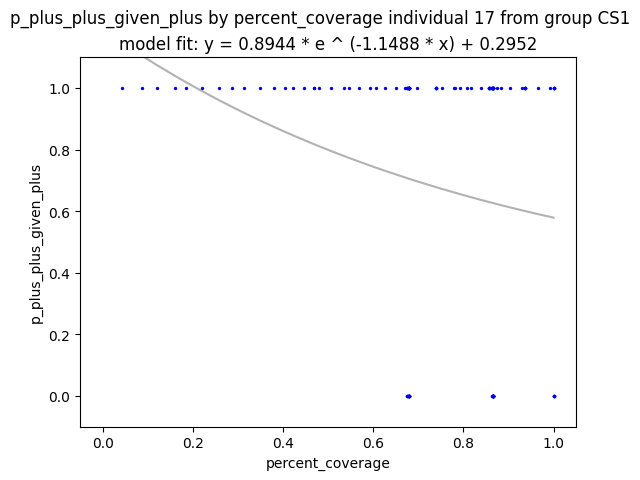 p_plus_plus_given_plus by percent_coverage individual 17 from group CS1
model fit: y = 0.8944 * e ^ (-1.1488 * x) + 0.2952
1.0
0.8
0.6
0.4
0.2
0.0
p_plus_plus_given_plus
0.0 0.2 0.4 0.6 0.8 1.0
percent_coverage